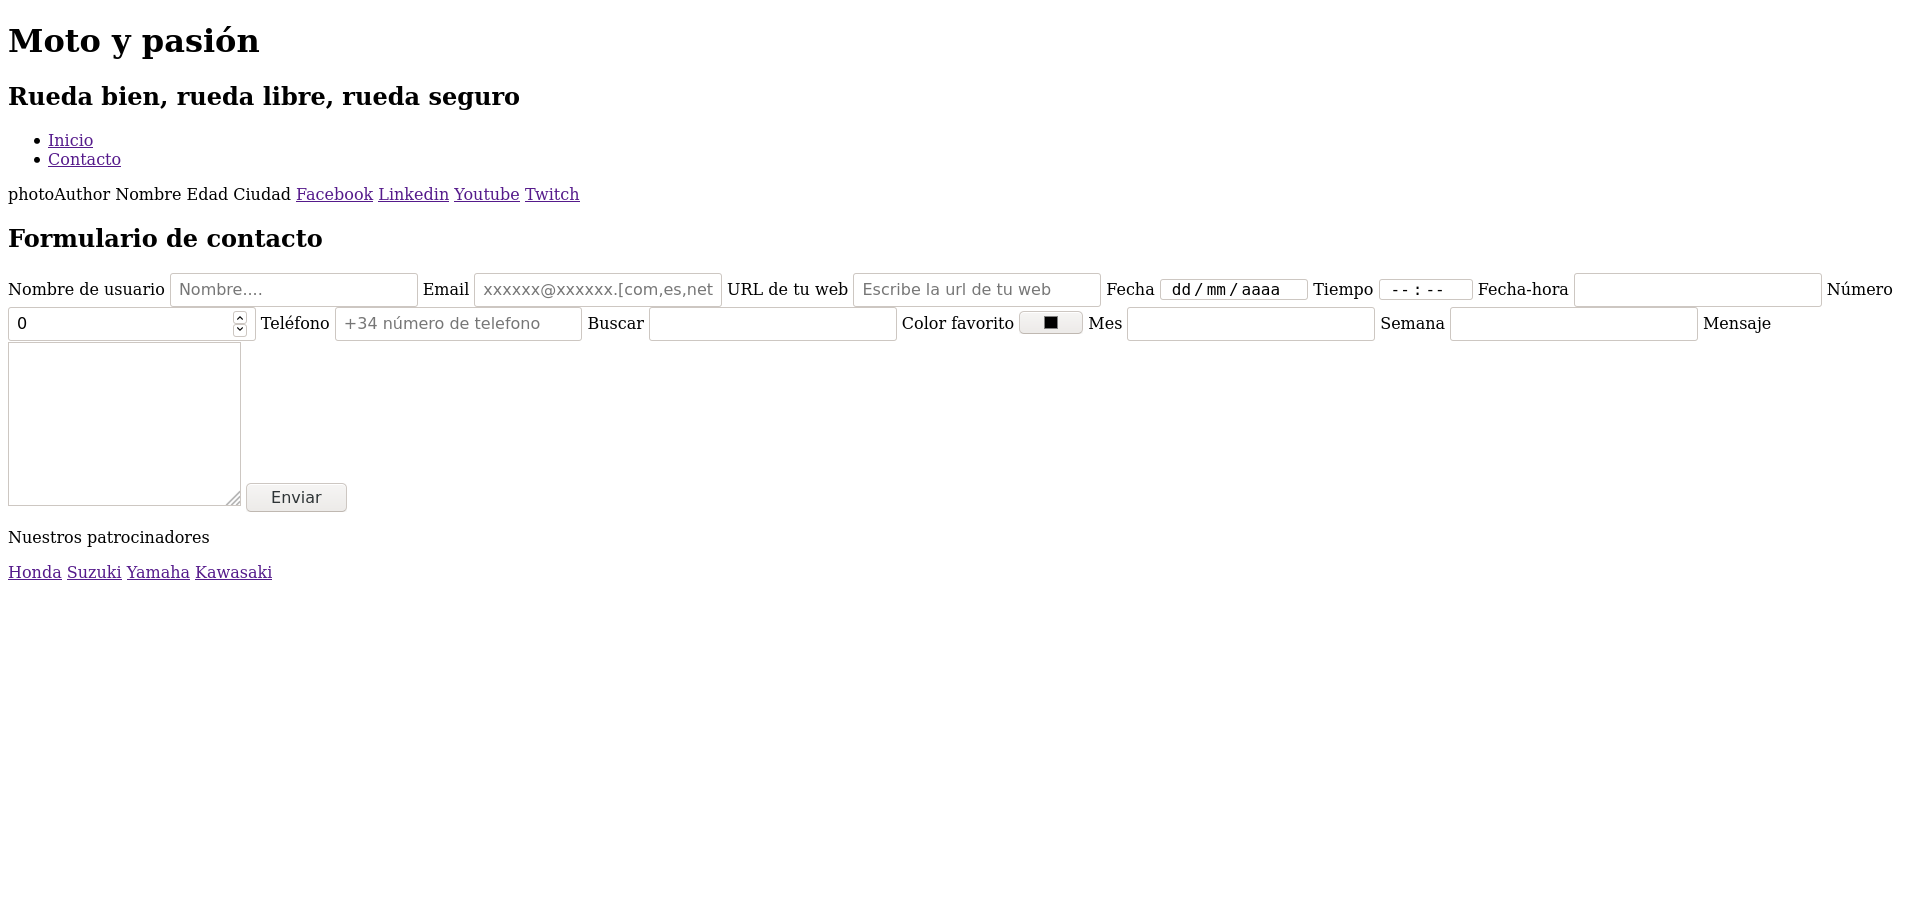 Moto y pasión
Rueda bien, rueda libre, rueda seguro
Inicio
Contacto
photoAuthor Nombre Edad Ciudad Facebook Linkedin Youtube Twitch
Formulario de contacto
Nombre de usuario Nombre.... Email xxxxxx@xxxxxx.[com,es,net URL de tu web Escribe la url de tu web Fecha dd/mm/aaaa Tiempo --:-- Fecha-hora Número
0 Teléfono +34 número de telefono Buscar Color favorito Mes Semana Mensaje
Enviar
Nuestros patrocinadores
Honda Suzuki Yamaha Kawasaki